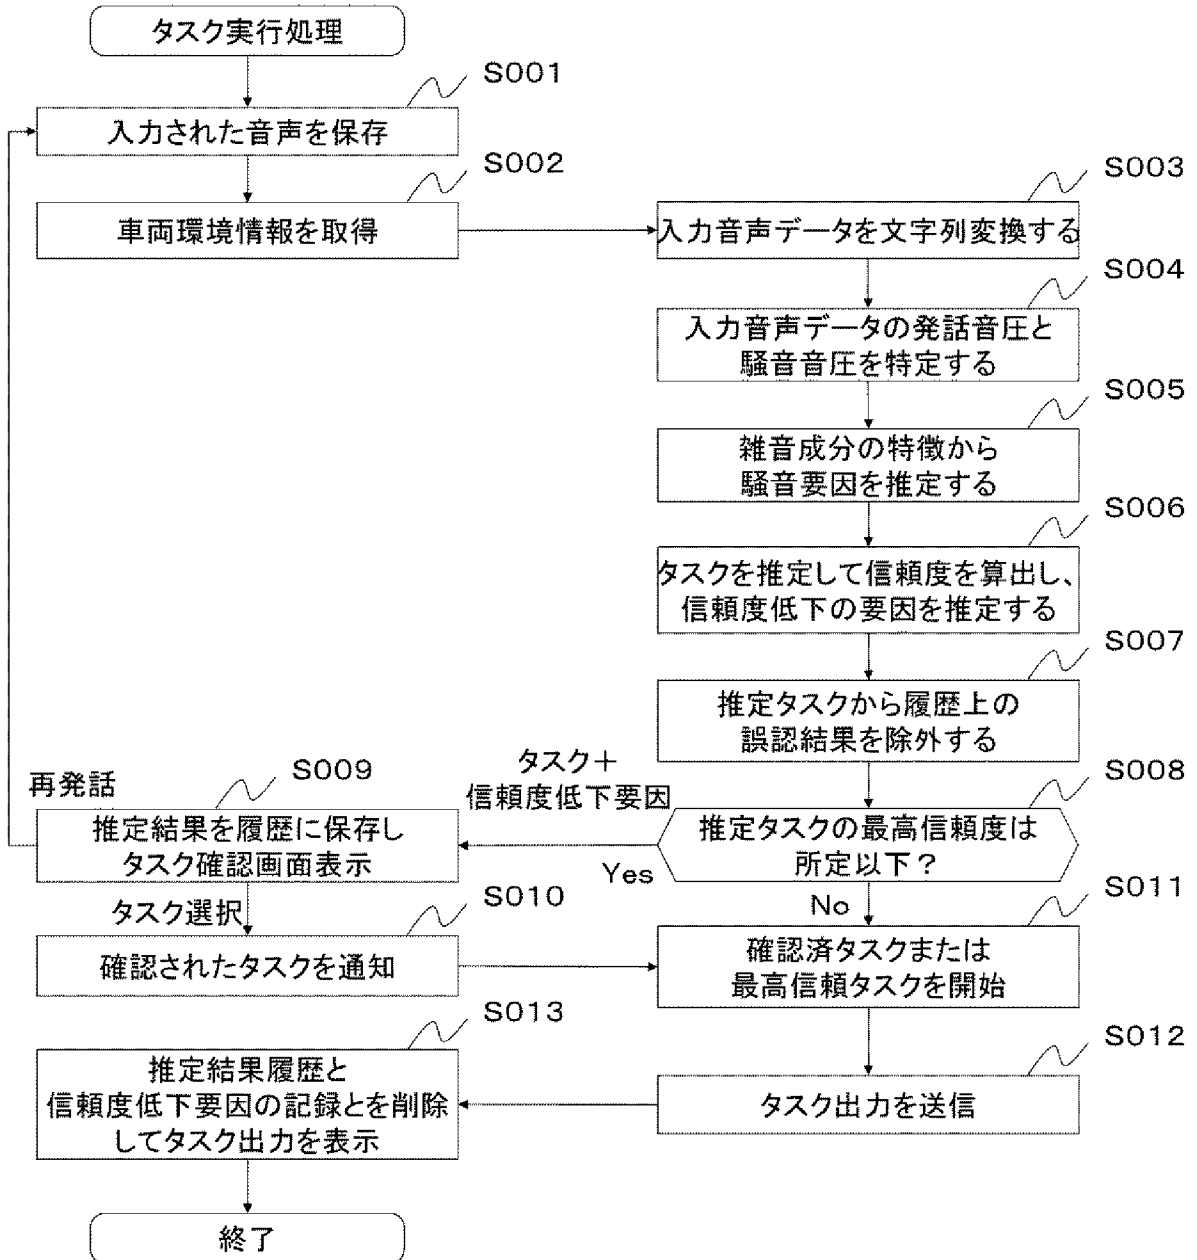 タスク実行処理
S001
入力された音声を保存
S002
車両環境情報を取得
S003
入力音声データを文字列変換する
S004
入力音声データの発話音圧と
騒音音圧を特定する
S005
雑音成分の特徴から
騒音要因を推定する
S006
タスクを推定して信頼度を算出し、
信頼度低下の要因を推定する
S007
推定タスクから履歴上の
誤認結果を除外する
S008
推定タスクの最高信頼度は
所定以下?
Yes
No
タスク+
信頼度低下要因
S009
再発話
推定結果を履歴に保存し
タスク確認画面表示
タスク選択
S010
確認されたタスクを通知
S011
確認済タスクまたは
最高信頼タスクを開始
S012
タスク出力を送信
S013
推定結果履歴と
信頼度低下要因の記録とを削除
してタスク出力を表示
終了